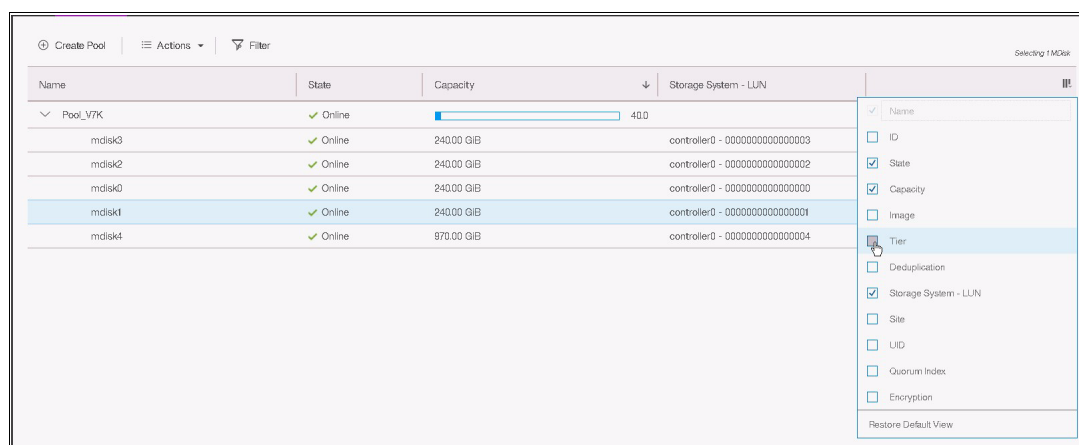 Create Pool Actions Filter
Selecting 1 MDisk
Name State Capacity Storage System - LUN
Pool_V7K Online 40.0
mdisk3 Online 240.00 GiB controller0 - 0000000000000003
mdisk2 Online 240.00 GiB controller0 - 0000000000000002
mdisk0 Online 240.00 GiB controller0 - 0000000000000000
mdisk1 Online 240.00 GiB controller0 - 0000000000000001
mdisk4 Online 970.00 GiB controller0 - 0000000000000004
Name
ID
State
Capacity
Image
Tier
Deduplication
Storage System - LUN
Site
UID
Quorum Index
Encryption
Restore Default View